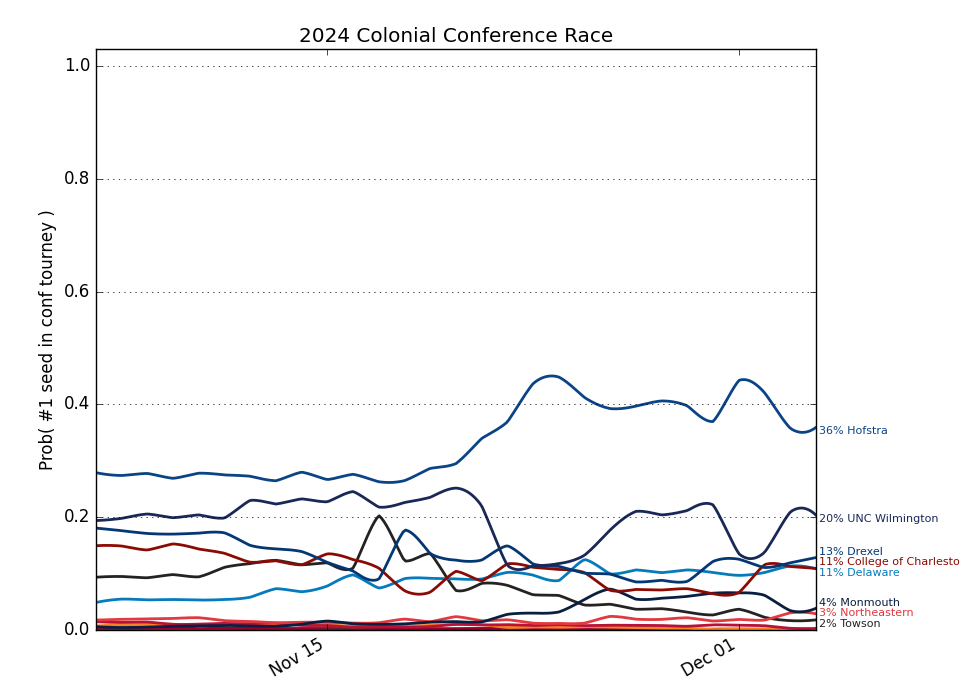 2024 Colonial Conference Race
Prob( #1 seed in conf tourney )
1.0
0.8
0.6
0.4
0.2
0.0
Nov 15
Dec 01
36% Hofstra
20% UNC Wilmington
13% Drexel
11% College of Charlesto
11% Delaware
4% Monmouth
3% Northeastern
2% Towson